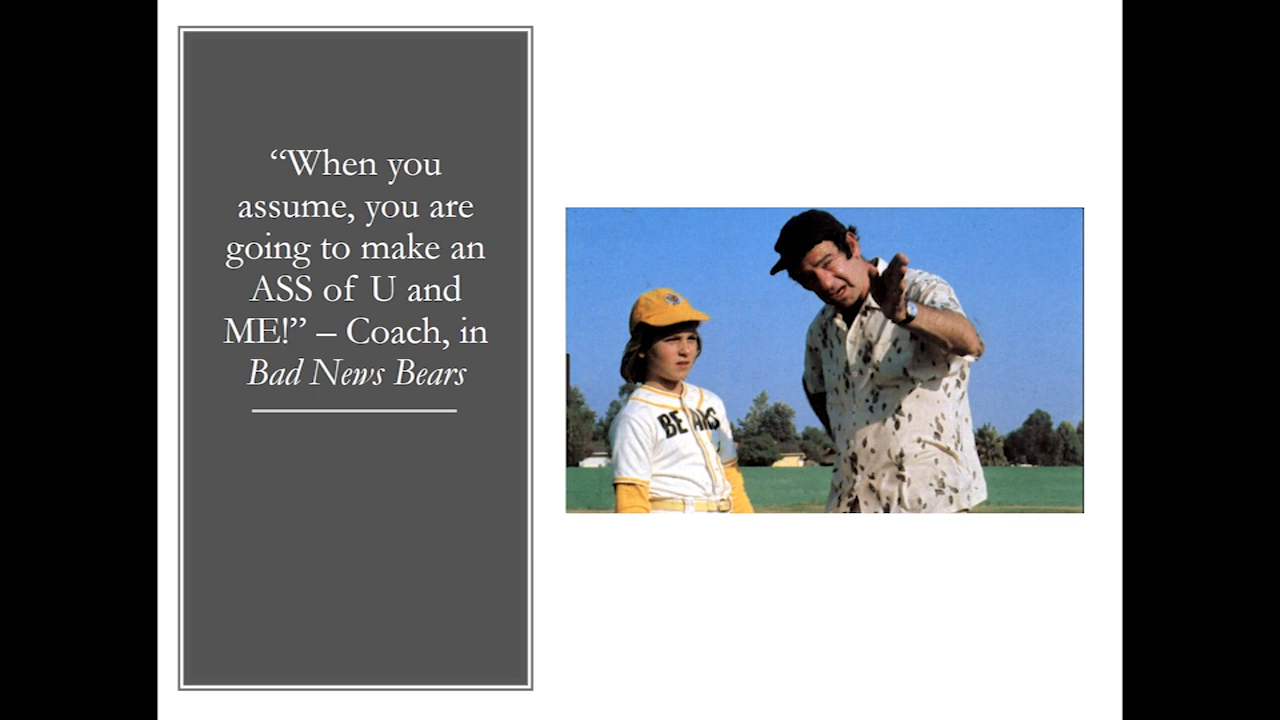 “When you
assume, you are
going to make an
ASS of U and
ME!” – Coach, in
Bad News Bears
BEARS